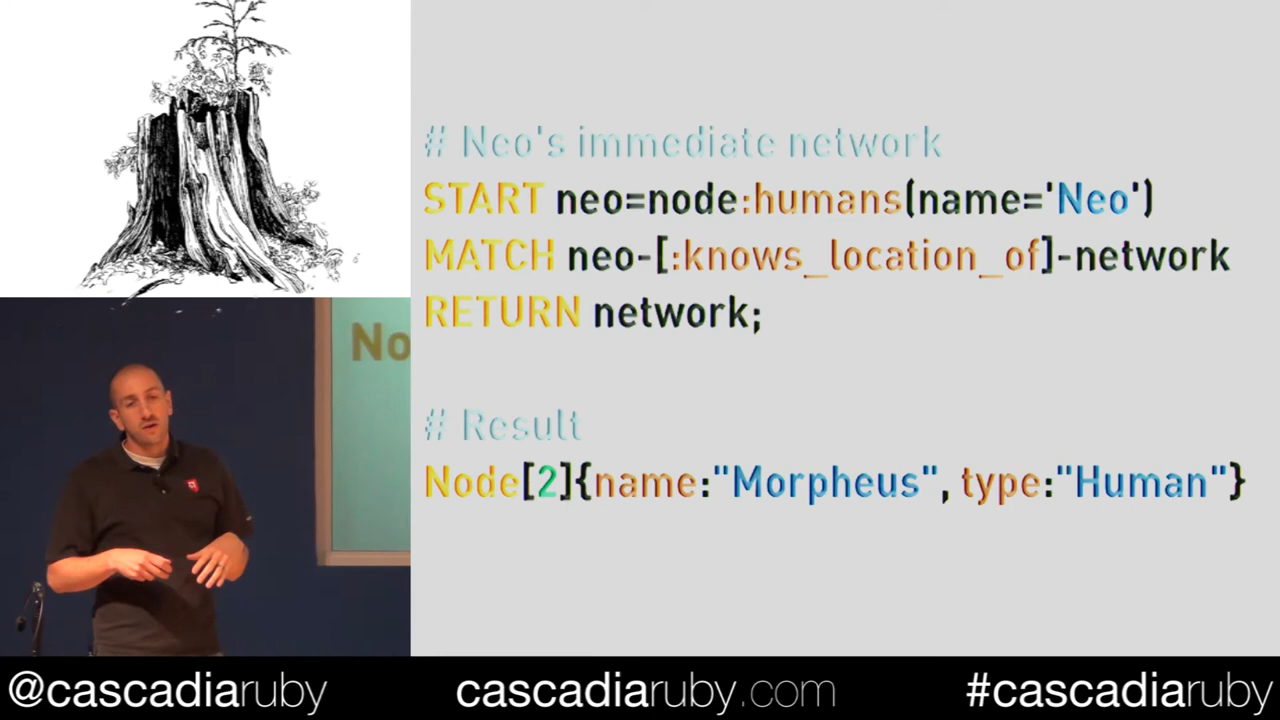 # Neo's immediate network
START neo=node:humans(name='Neo')
MATCH neo-[:knows_location_of]-network
RETURN network;
# Result
Node[2]{name:"Morpheus", type:"Human"}
No
@cascadiaruby
cascadiaruby.com
#cascadiaruby